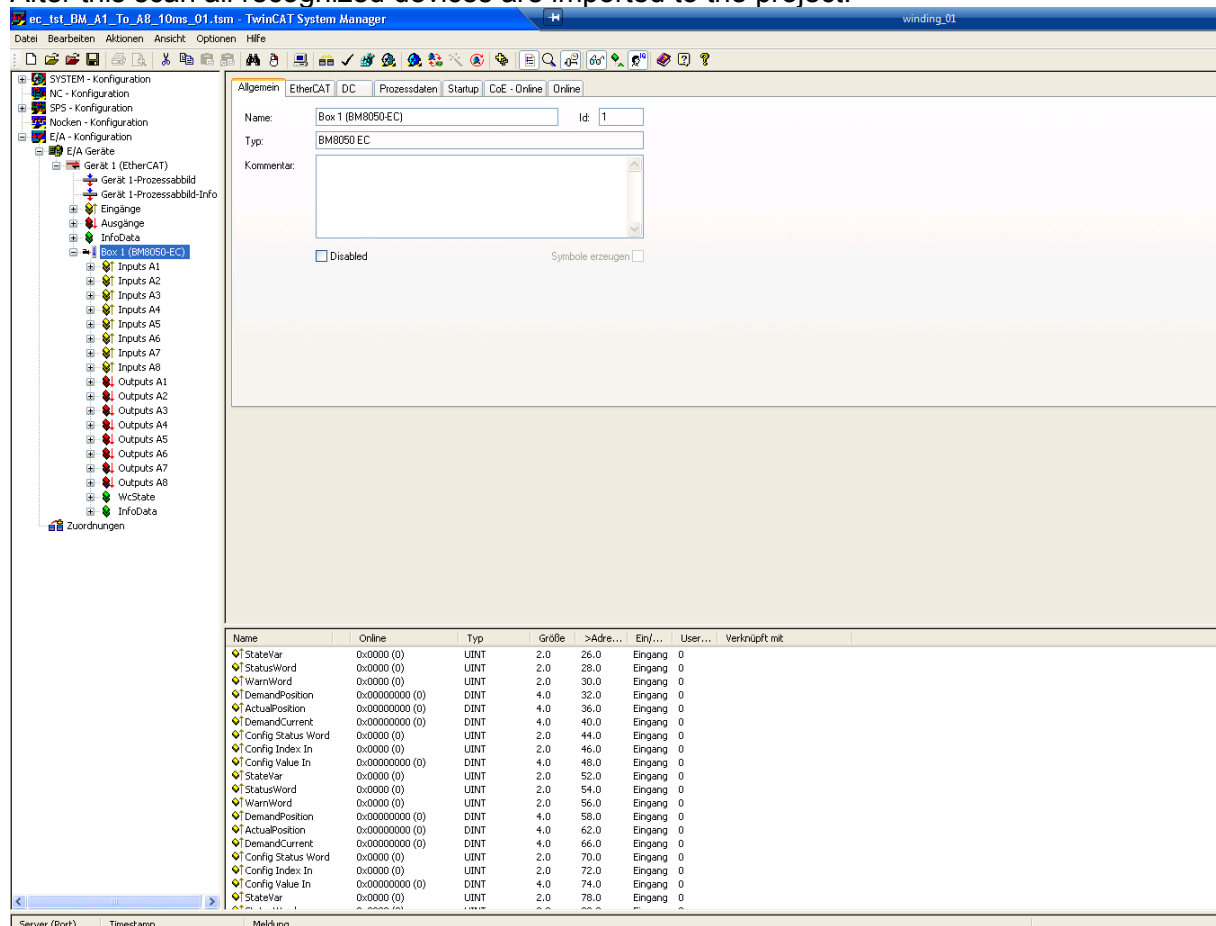 After this scan all recognized devices are imported to the project.
ec_tst_BM_A1_To_A8_10ms_01.tsm - TwinCAT System Manager
winding_01
Datei Bearbeiten Aktionen Ansicht Optionen Hilfe
SYSTEM - Konfiguration
NC - Konfiguration
SPS - Konfiguration
Nocken - Konfiguration
E/A - Konfiguration
E/A Geräte
Gerät 1 (EtherCAT)
Gerät 1-Prozessabbild
Gerät 1-Prozessabbild-Info
Eingänge
Ausgänge
InfoData
Box 1 (BM8050-EC)
Inputs A1
Inputs A2
Inputs A3
Inputs A4
Inputs A5
Inputs A6
Inputs A7
Inputs A8
Outputs A1
Outputs A2
Outputs A3
Outputs A4
Outputs A5
Outputs A6
Outputs A7
Outputs A8
WcState
InfoData
Zuordnungen
Allgemein EtherCAT DC Prozessdaten Startup CoE - Online Online
Name: Box 1 (BM8050-EC) Id: 1
Typ: BM8050 EC
Kommentar:
Disabled Symbole erzeugen
Name Online Typ Größe >Adre... Ein/... User... Verknüpft mit
StateVar 0x0000 (0) UINT 2.0 26.0 Eingang 0
StatusWord 0x0000 (0) UINT 2.0 28.0 Eingang 0
WarnWord 0x0000 (0) UINT 2.0 30.0 Eingang 0
DemandPosition 0x00000000 (0) DINT 4.0 32.0 Eingang 0
ActualPosition 0x00000000 (0) DINT 4.0 36.0 Eingang 0
DemandCurrent 0x00000000 (0) DINT 4.0 40.0 Eingang 0
Config Status Word 0x0000 (0) UINT 2.0 44.0 Eingang 0
Config Index In 0x0000 (0) UINT 2.0 46.0 Eingang 0
Config Value In 0x00000000 (0) DINT 4.0 48.0 Eingang 0
StateVar 0x0000 (0) UINT 2.0 52.0 Eingang 0
StatusWord 0x0000 (0) UINT 2.0 54.0 Eingang 0
WarnWord 0x0000 (0) UINT 2.0 56.0 Eingang 0
DemandPosition 0x00000000 (0) DINT 4.0 58.0 Eingang 0
ActualPosition 0x00000000 (0) DINT 4.0 62.0 Eingang 0
DemandCurrent 0x00000000 (0) DINT 4.0 66.0 Eingang 0
Config Status Word 0x0000 (0) UINT 2.0 70.0 Eingang 0
Config Index In 0x0000 (0) UINT 2.0 72.0 Eingang 0
Config Value In 0x00000000 (0) DINT 4.0 74.0 Eingang 0
StateVar 0x0000 (0) UINT 2.0 78.0 Eingang 0
Server (Port) Timestamp Meldung